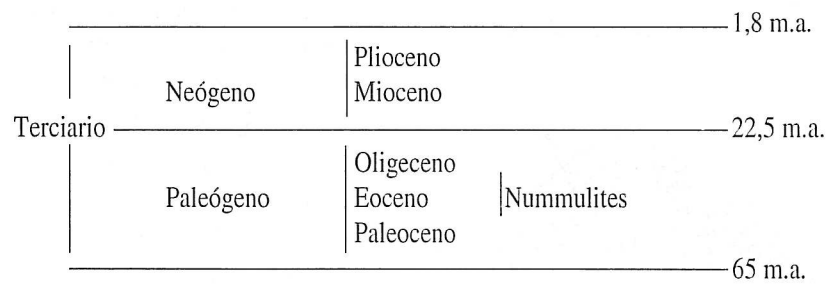 1,8 m.a.
Plioceno
Neógeno Mioceno
Terciario 22,5 m.a.
Oligeceno
Paleógeno Eoceno Nummulites
Paleoceno
65 m.a.